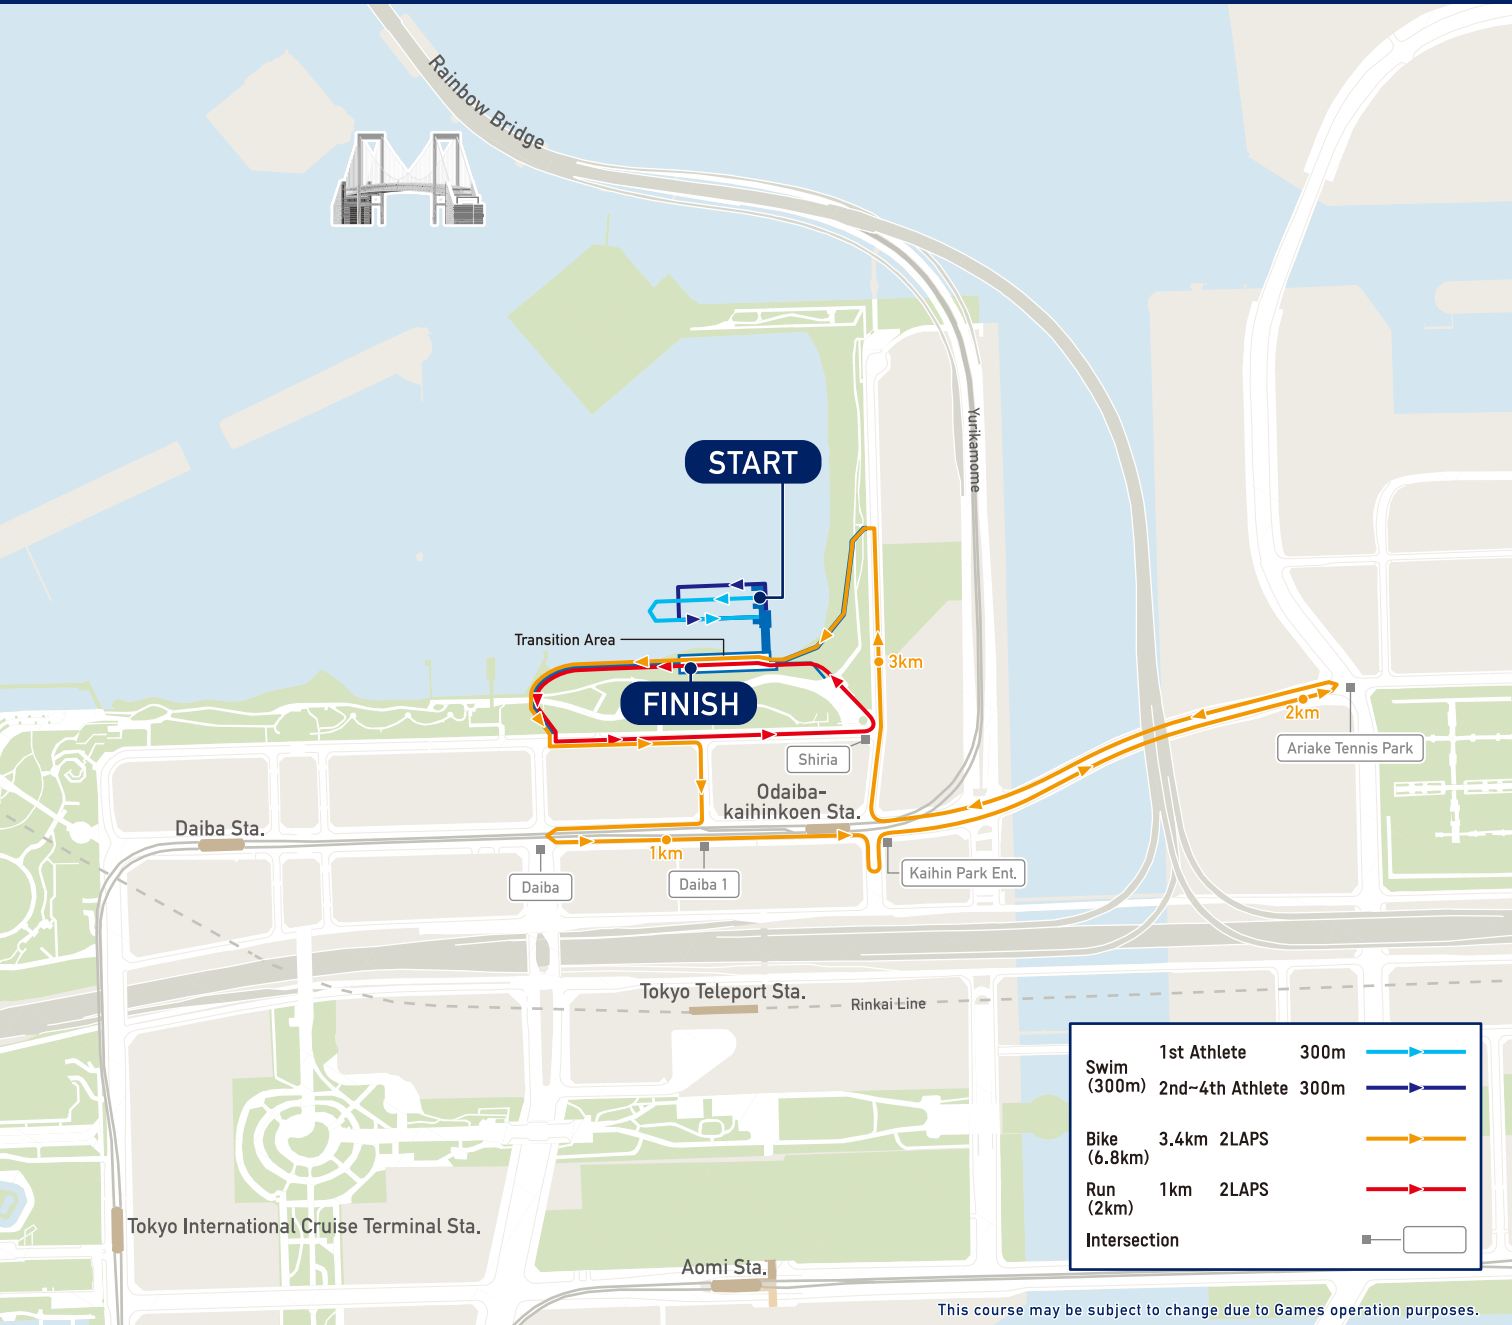 Rainbow Bridge
Yurikamome
START
Transition Area
FINISH
3km
2km
Ariake Tennis Park
Shiria
Odaiba-
kaihinkoen Sta.
Daiba Sta.
1km
Daiba
Daiba 1
Kaihin Park Ent.
Tokyo Teleport Sta.
Rinkai Line
Swim
(300m)
1st Athlete 300m
2nd~4th Athlete 300m
Bike
(6.8km)
3.4km 2LAPS
Run
(2km)
1km 2LAPS
Intersection
Tokyo International Cruise Terminal Sta.
Aomi Sta.
This course may be subject to change due to Games operation purposes.